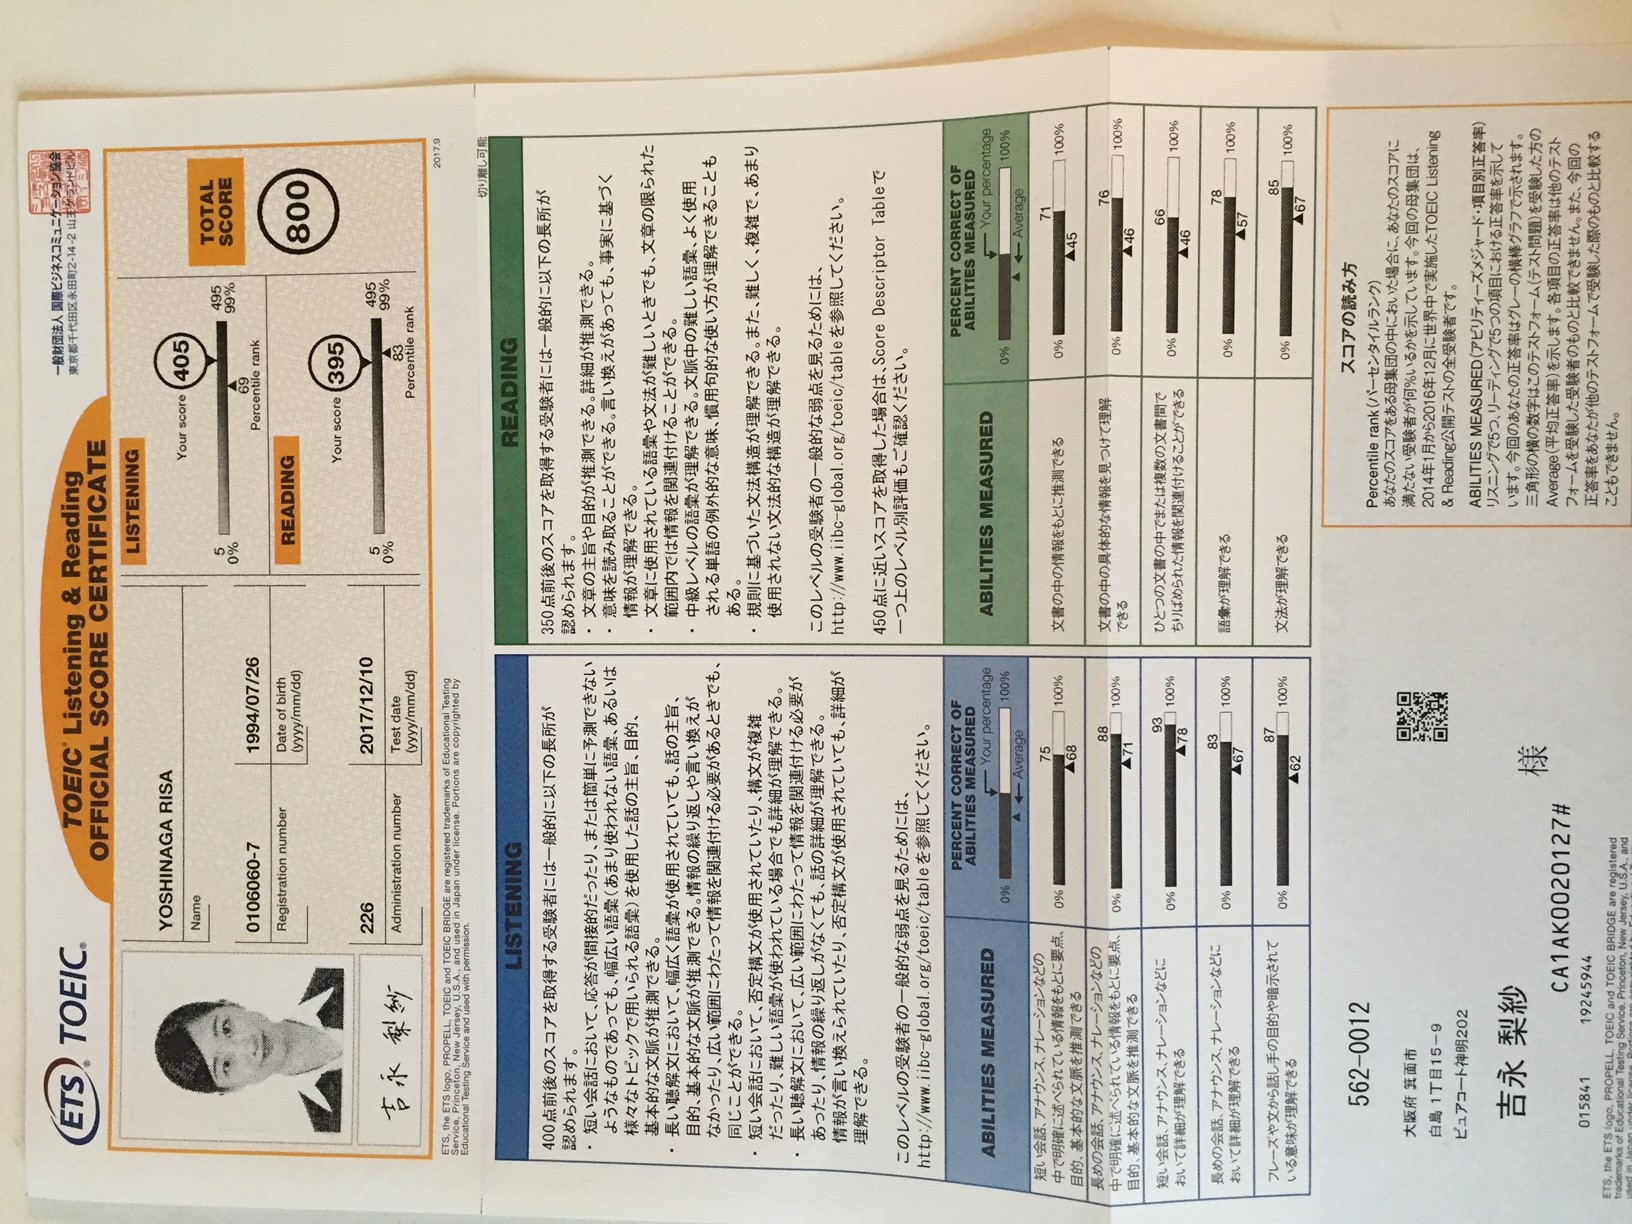 ETS TOEIC®
TOEIC® Listening & Reading
OFFICIAL SCORE CERTIFICATE
一般財団法人 国際ビジネスコミュニケーション協会
東京都千代田区永田町2-14-2 山王グランドビル
吉永 梨紗
YOSHINAGA RISA
Name
0106060-7
Registration number
1994/07/26
Date of birth
(yyyy/mm/dd)
226
Administration number
2017/12/10
Test date
(yyyy/mm/dd)
LISTENING
Your score 405
5 495
0% 99%
▲
69
Percentile rank
READING
Your score 395
5 495
0% 99%
▲
83
Percentile rank
TOTAL
SCORE
800
ETS, the ETS logo, PROPELL, TOEIC and TOEIC BRIDGE are registered trademarks of Educational Testing
Service, Princeton, New Jersey, U.S.A., and used in Japan under license. Portions are copyrighted by
Educational Testing Service and used with permission.
2017.9
切り離し可能
LISTENING
400点前後のスコアを取得する受験者には一般的に以下の長所が
認められます。
・ 短い会話において、応答が間接的だったり、または簡単に予測できない
ようなものであっても、幅広い語彙(あまり使われない語彙、あるいは
様々なトピックで用いられる語彙)を使用した話の主旨、目的、
基本的な文脈が推測できる。
・ 長い聴解文において、幅広く語彙が使用されていても、話の主旨、
目的、基本的な文脈が推測できる。情報の繰り返しや言い換えが
なかったり、広い範囲にわたって情報を関連付ける必要があるときでも、
同じことができる。
・ 短い会話において、否定構文が使用されていたり、構文が複雑
だったり、難しい語彙が使われている場合でも詳細が理解できる。
・ 長い聴解文において、広い範囲にわたって情報を関連付ける必要が
あったり、情報の繰り返しがなくても、話の詳細が理解できる。
情報が言い換えられていたり、否定構文が使用されていても、詳細が
理解できる。
このレベルの受験者の一般的な弱点を見るためには、
http://www.iibc-global.org/toeic/tableを参照してください。
ABILITIES MEASURED
PERCENT CORRECT OF
ABILITIES MEASURED
Your percentage
0% 100%
▲ Average
短い会話、アナウンス、ナレーションなどの
中で明確に述べられている情報をもとに要点、
目的、基本的な文脈を推測できる
0% 75 100%
▲68
長めの会話、アナウンス、ナレーションなどの
中で明確に述べられている情報をもとに要点、
目的、基本的な文脈を推測できる
0% 88 100%
▲71
短い会話、アナウンス、ナレーションなどに
おいて詳細が理解できる
0% 93 100%
▲78
長めの会話、アナウンス、ナレーションなどに
おいて詳細が理解できる
0% 83 100%
▲67
フレーズや文から話し手の目的や暗示されて
いる意味が理解できる
0% 87 100%
▲62
READING
350点前後のスコアを取得する受験者には一般的に以下の長所が
認められます。
・ 文章の主旨や目的が推測できる。詳細が推測できる。
・ 意味を読み取ることができる。言い換えがあっても、事実に基づく
情報が理解できる。
・ 文章に使用されている語彙や文法が難しいときでも、文章の限られた
範囲内では情報を関連付けることができる。
・ 中級レベルの語彙が理解できる。文脈中の難しい語彙、よく使用
される単語の例外的な意味、慣用句的な使い方が理解できることも
ある。
・ 規則に基づいた文法構造が理解できる。また、難しく、複雑で、あまり
使用されない文法的な構造が理解できる。
このレベルの受験者の一般的な弱点を見るためには、
http://www.iibc-global.org/toeic/tableを参照してください。
450点に近いスコアを取得した場合は、Score Descriptor Tableで
一つ上のレベル別評価もご確認ください。
ABILITIES MEASURED
PERCENT CORRECT OF
ABILITIES MEASURED
Your percentage
0% 100%
▲ Average
文書の中の情報をもとに推測できる
0% 71 100%
▲45
文書の中の具体的な情報を見つけて理解
できる
0% 76 100%
▲46
ひとつの文書の中でまたは複数の文書間で
ちりばめられた情報を関連付けることができる
0% 66 100%
▲46
語彙が理解できる
0% 78 100%
▲57
文法が理解できる
0% 85 100%
▲67
562-0012
大阪府 箕面市
白島 1丁目15-9
ピュアコート神明202
吉永 梨紗 様
CA1AK0020127#
015841 19245944
ETS, the ETS logo, PROPELL, TOEIC and TOEIC BRIDGE are registered
trademarks of Educational Testing Service, Princeton, New Jersey, U.S.A., and
スコアの読み方
Percentile rank(パーセンタイルランク)
あなたのスコアをある母集団の中においた場合に、あなたのスコアに
満たない受験者が何%いるかを示しています。今回の母集団は、
2014年1月から2016年12月に世界中で実施したTOEIC Listening
& Reading公開テストの全受験者です。
ABILITIES MEASURED(アビリティーズメジャード・項目別正答率)
リスニングで5つ、リーディングで5つの項目における正答率を示して
います。今回のあなたの正答率はグレーの横棒グラフで示されます。
三角形の横の数字はこのテストフォーム(テスト問題)を受験した方の
Average(平均正答率)を示します。各項目の正答率は他のテスト
フォームを受験した受験者のものと比較できません。また、今回の
正答率をあなたが他のテストフォームで受験した際のものと比較する
こともできません。